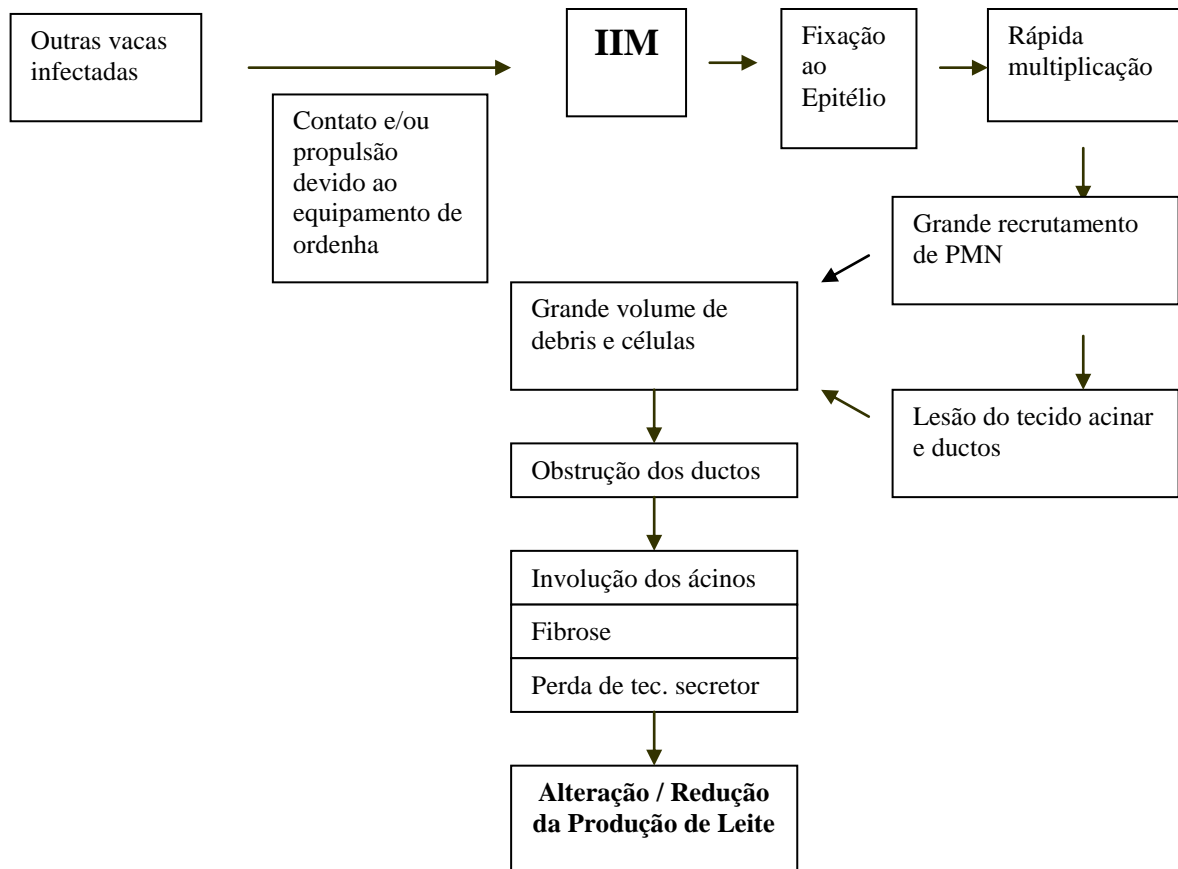 Outras vacas
infectadas
Contato e/ou
propulsão
devido ao
equipamento de
ordenha
IIM
Fixação
ao
Epitélio
Rápida
multiplicação
Grande recrutamento
de PMN
Grande volume de
debris e células
Lesão do tecido acinar
e ductos
Obstrução dos ductos
Involução dos ácinos
Fibrose
Perda de tec. secretor
Alteração / Redução
da Produção de Leite